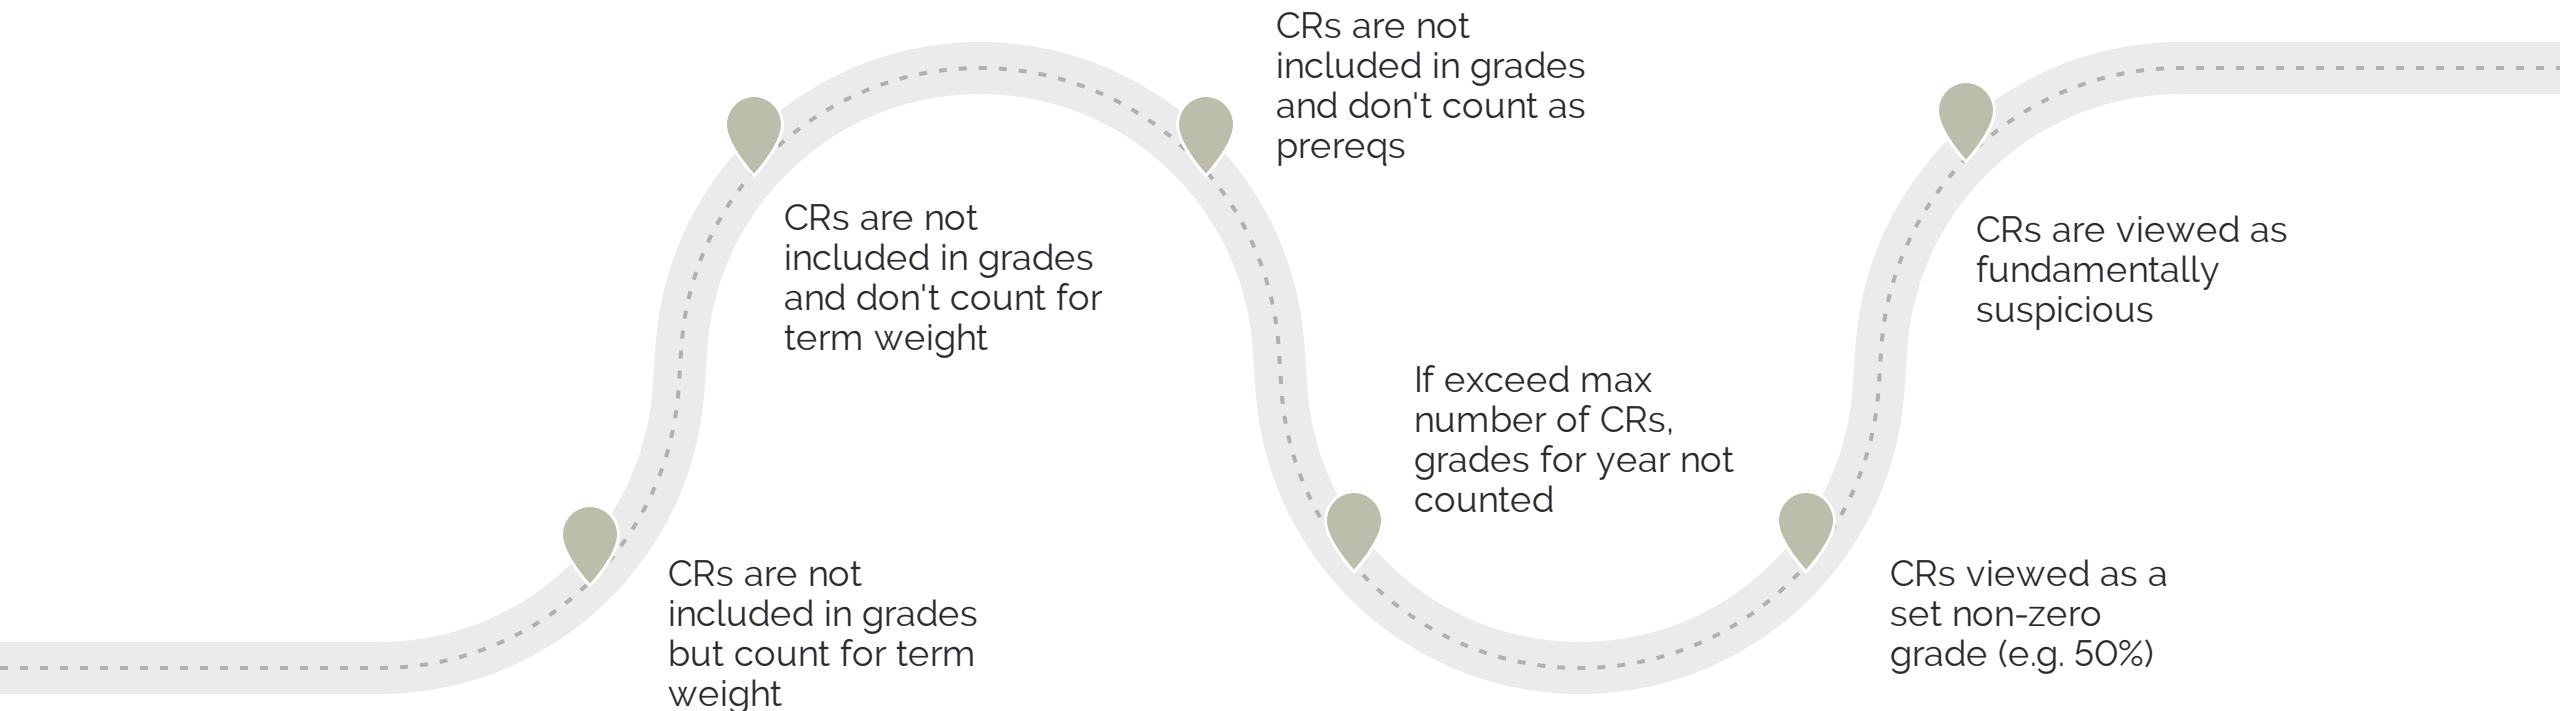 CRs are not
included in grades
but count for term
weight
CRs are not
included in grades
and don't count for
term weight
CRs are not
included in grades
and don't count as
prereqs
If exceed max
number of CRs,
grades for year not
counted
CRs viewed as a
set non-zero
grade (e.g. 50%)
CRs are viewed as
fundamentally
suspicious